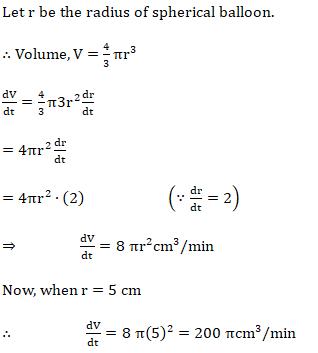 Let r be the radius of spherical balloon.
∴ Volume, V = 4/3 πr³
dV/dt = 4/3 π3r² dr/dt
= 4πr² dr/dt
= 4πr² · (2) (∵ dr/dt = 2)
⇒ dV/dt = 8 πr²cm³/min
Now, when r = 5 cm
∴ dV/dt = 8 π(5)² = 200 πcm³/min